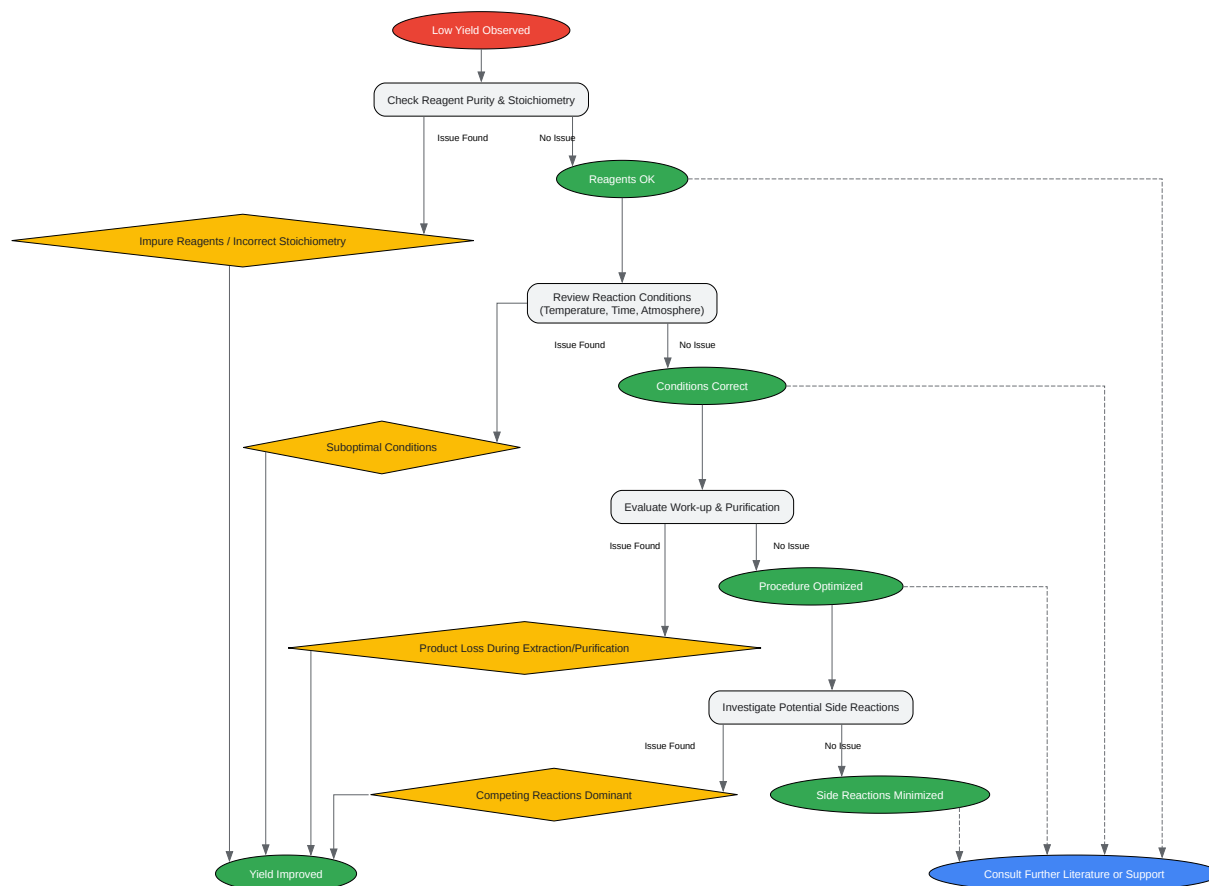 Low Yield Observed
Check Reagent Purity & Stoichiometry
Issue Found
No Issue
Reagents OK
Impure Reagents / Incorrect Stoichiometry
Review Reaction Conditions
(Temperature, Time, Atmosphere)
Issue Found
No Issue
Conditions Correct
Suboptimal Conditions
Evaluate Work-up & Purification
Issue Found
No Issue
Procedure Optimized
Product Loss During Extraction/Purification
Investigate Potential Side Reactions
Issue Found
No Issue
Competing Reactions Dominant
Side Reactions Minimized
Yield Improved
Consult Further Literature or Support